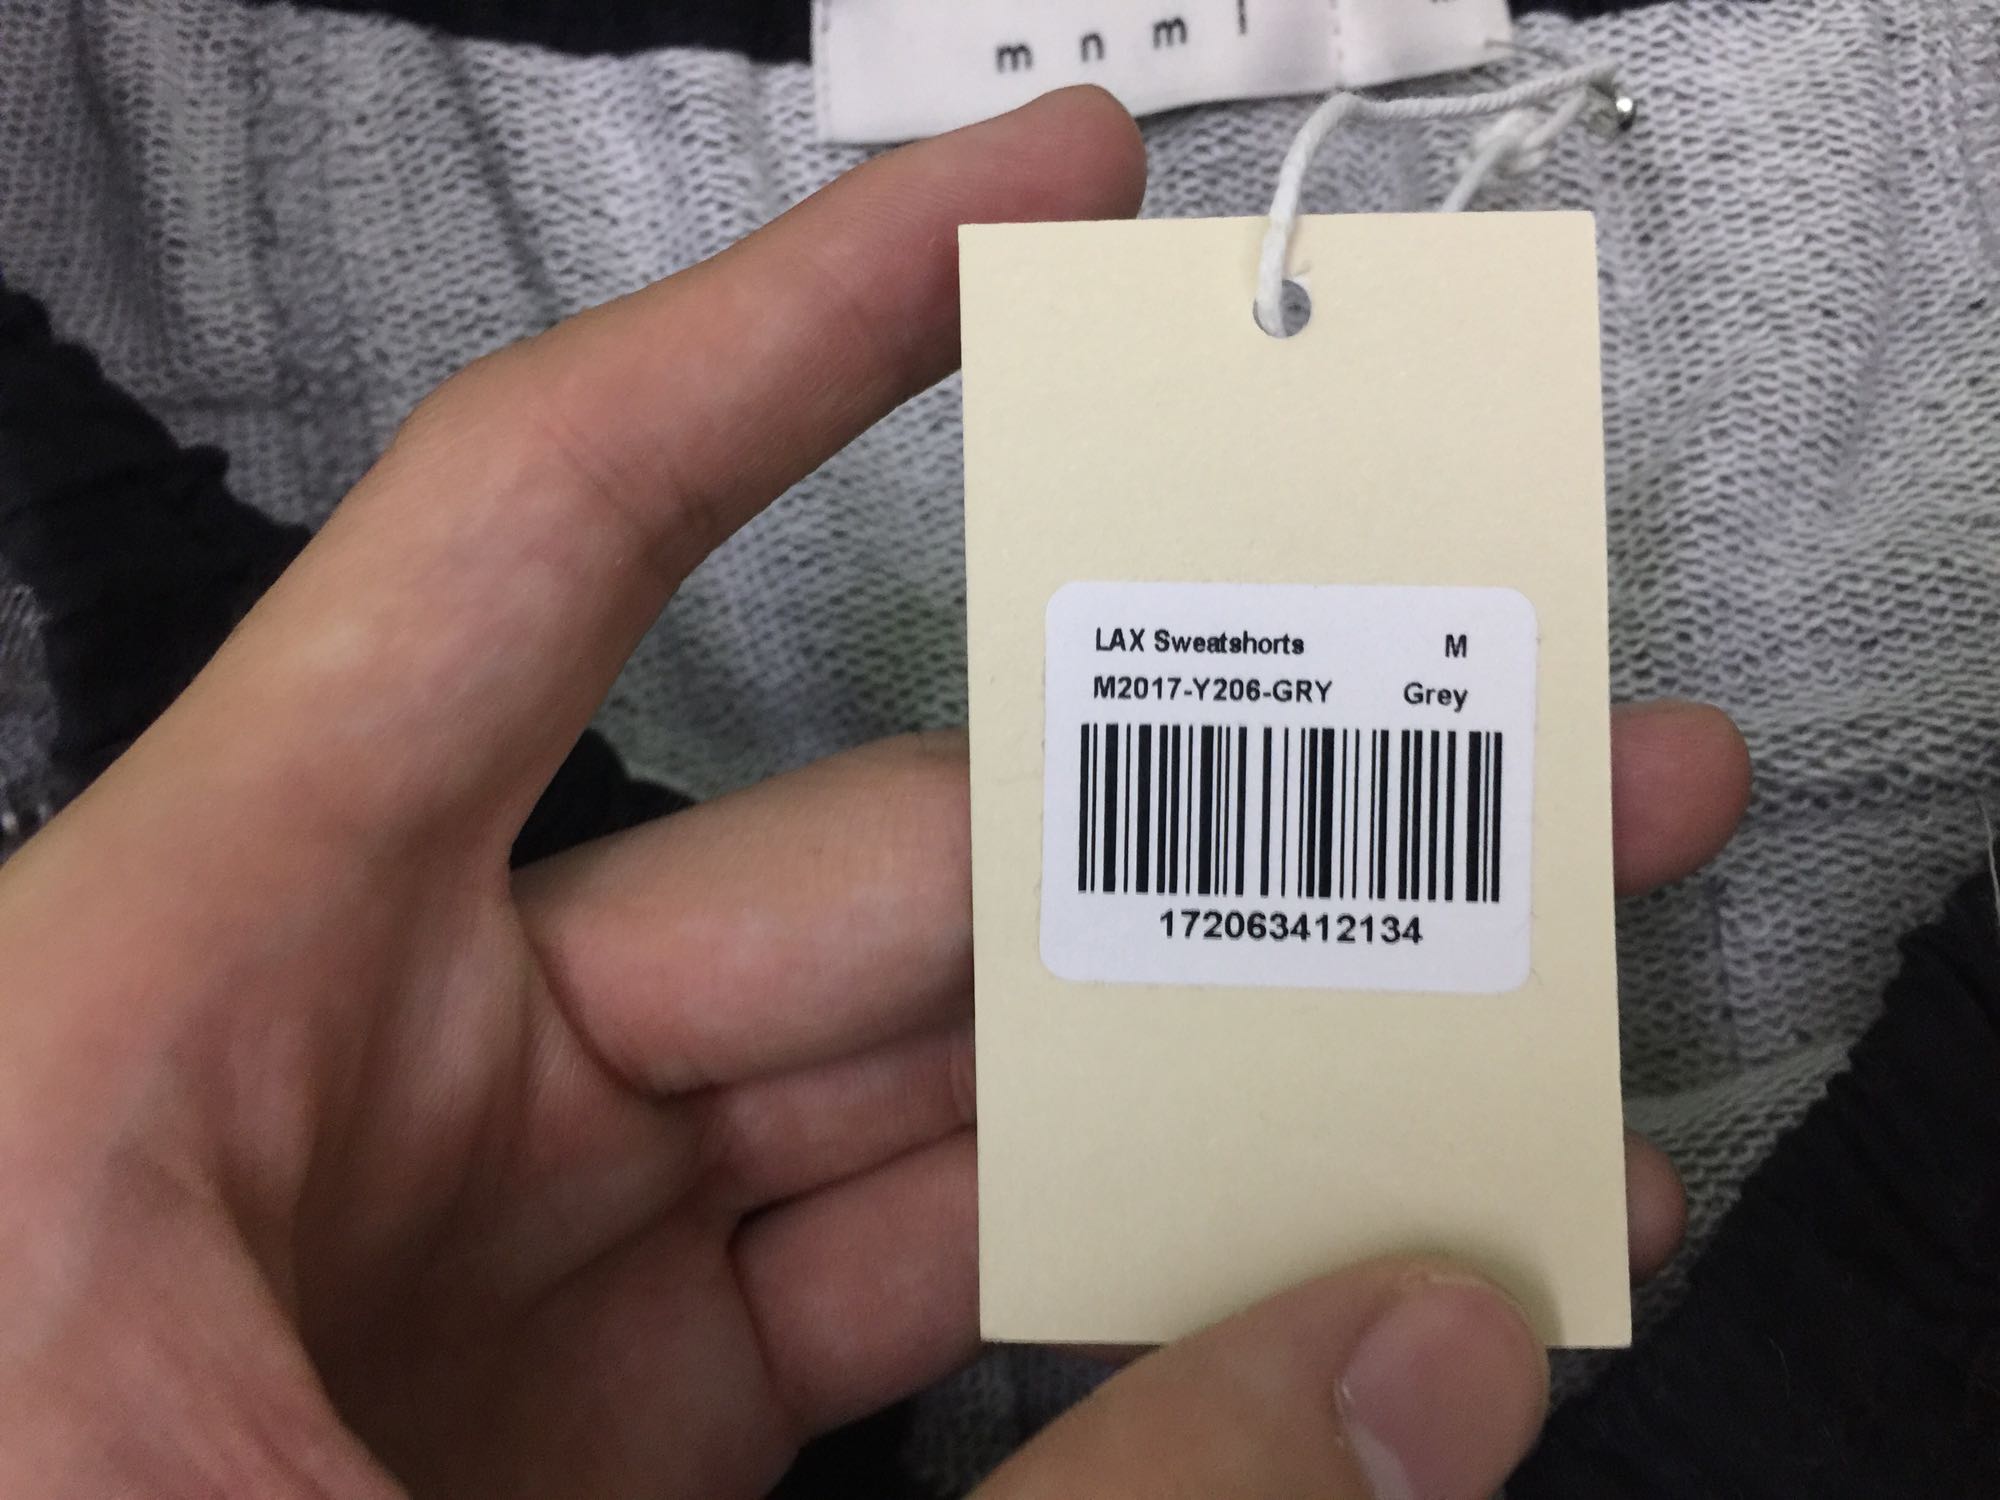 m n m l
LAX Sweatshorts M
M2017-Y206-GRY Grey
172063412134